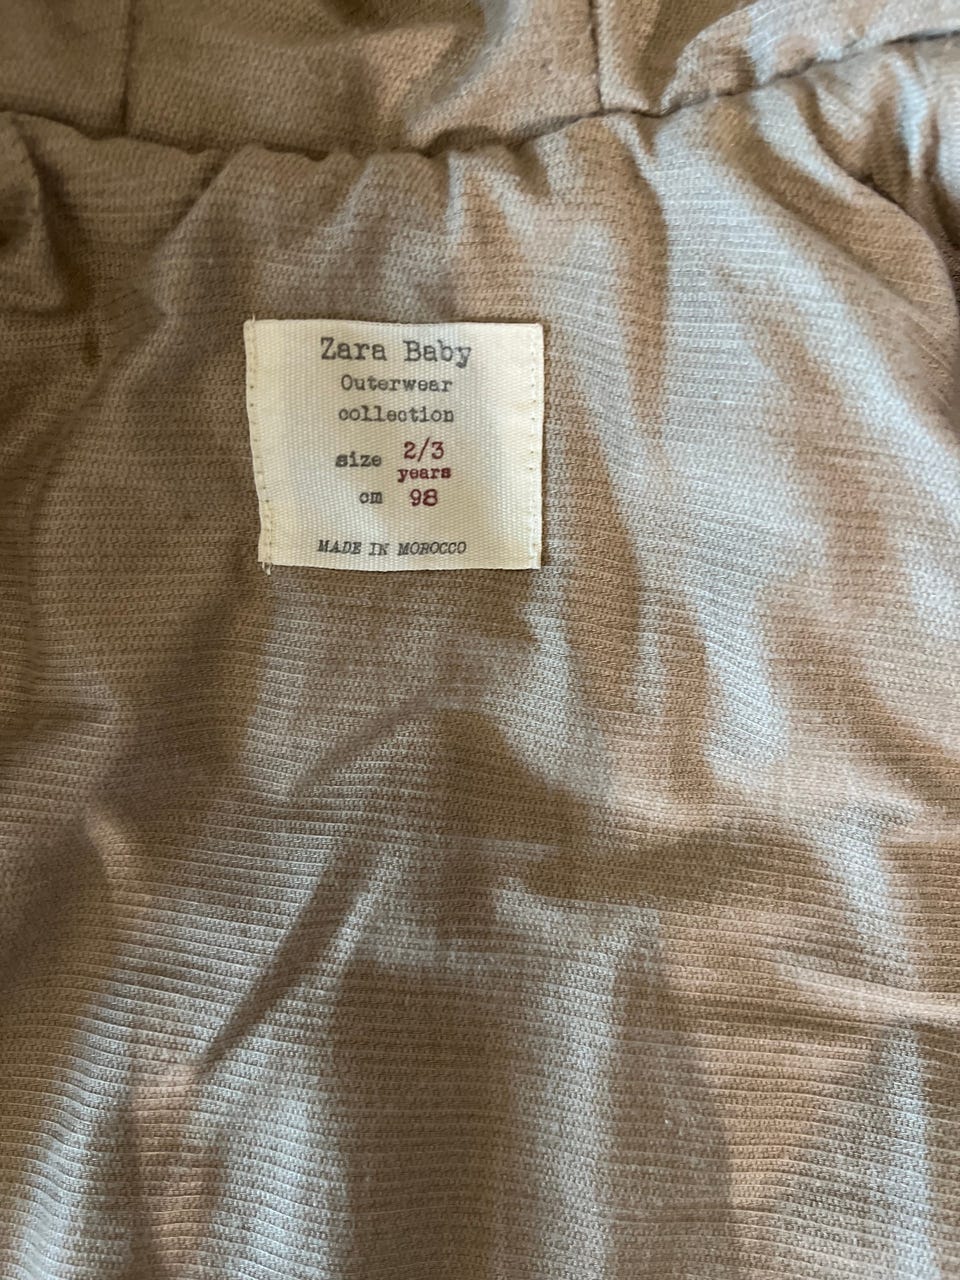 Zara Baby
Outerwear
collection
size 2/3
years
cm 98
MADE IN MOROCCO